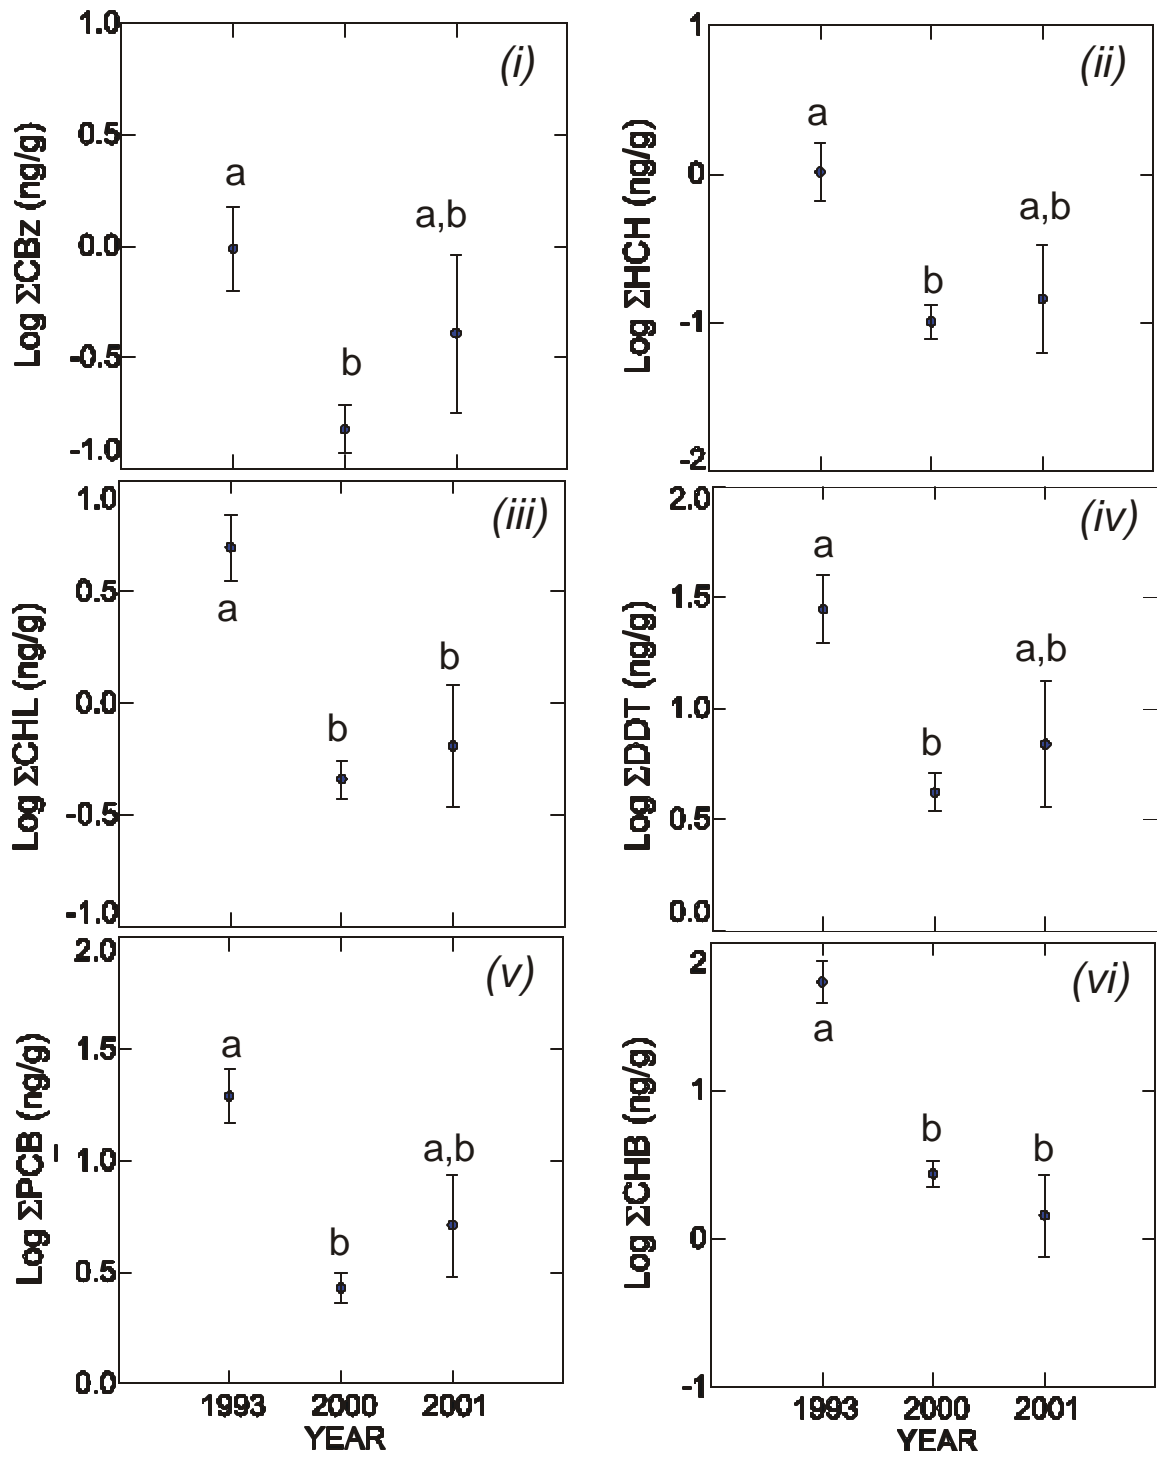 (i)
Log ΣCBz (ng/g)
1.0
0.5
0.0
-0.5
-1.0
a
b
a,b
(ii)
Log ΣHCH (ng/g)
1
0
-1
-2
a
b
a,b
(iii)
Log ΣCHL (ng/g)
1.0
0.5
0.0
-0.5
-1.0
a
b
b
(iv)
Log ΣDDT (ng/g)
2.0
1.5
1.0
0.5
0.0
a
b
a,b
(v)
Log ΣPCB (ng/g)
2.0
1.5
1.0
0.5
0.0
a
b
a,b
1993 2000 2001
YEAR
(vi)
Log ΣCHB (ng/g)
2
1
0
-1
a
b
b
1993 2000 2001
YEAR